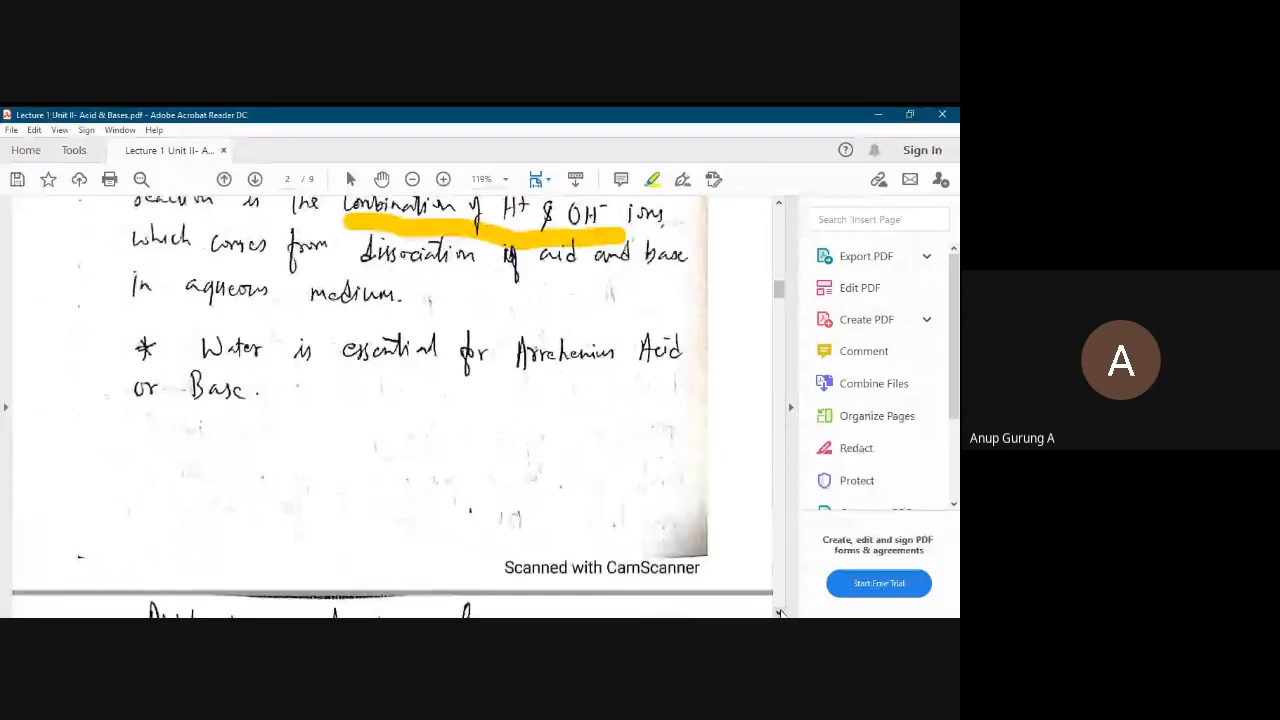 Lecture 1 Unit II- Acid & Bases.pdf - Adobe Acrobat Reader DC
File Edit View Sign Window Help
Home Tools Lecture 1 Unit II- A... × Sign In
2 / 9 119%
is the combination of H+ & OH- ions,
which comes from dissociation of aid and base
in aqueous medium.
* Water is essential for Arrehenius Acid
or Base.
Scanned with CamScanner
Search 'Insert Page'
Export PDF
Edit PDF
Create PDF
Comment
Combine Files
Organize Pages
Redact
Protect
Create, edit and sign PDF
forms & agreements
Start Free Trial
A
Anup Gurung A